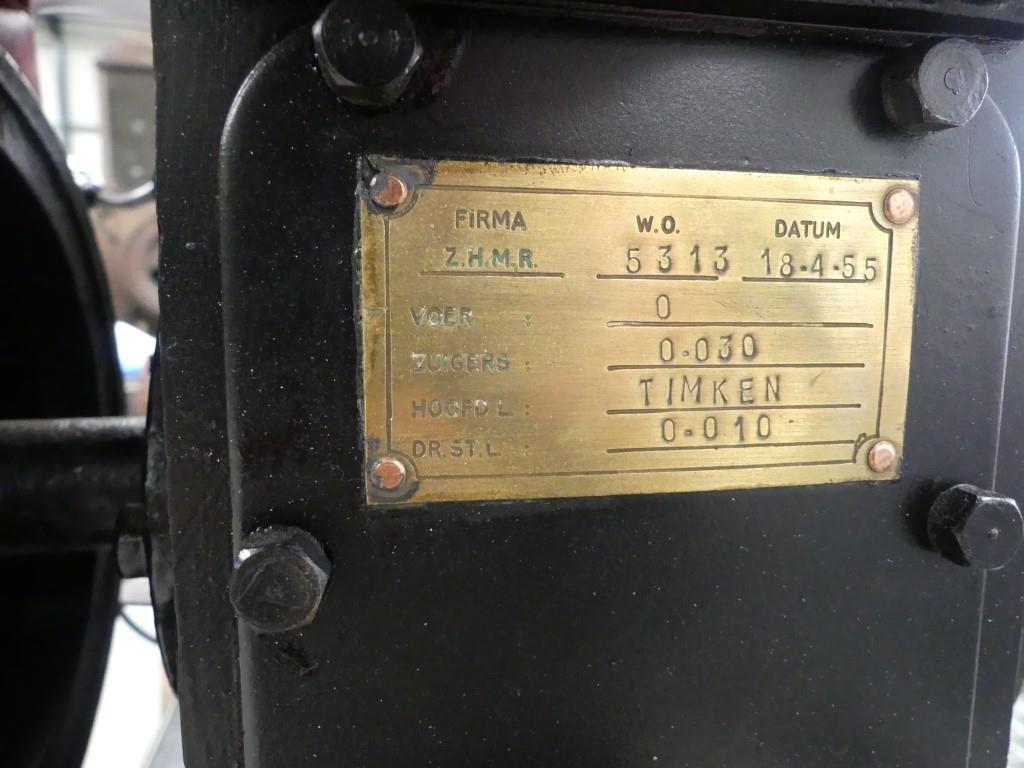 FIRMA W.O. DATUM
Z.H.M.R. 5313 18-4-55
VOER : 0
ZUIGERS : 0-030
HOOFD L. : TIMKEN
DR.ST.L. : 0-010